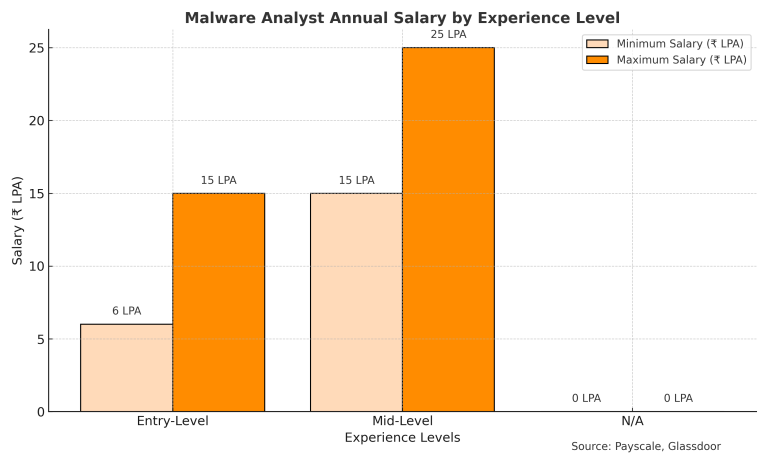 Malware Analyst Annual Salary by Experience Level
Minimum Salary (₹ LPA)
Maximum Salary (₹ LPA)
Salary (₹ LPA)
25
20
15
10
5
0
6 LPA
15 LPA
15 LPA
25 LPA
0 LPA
0 LPA
Entry-Level
Mid-Level
N/A
Experience Levels
Source: Payscale, Glassdoor